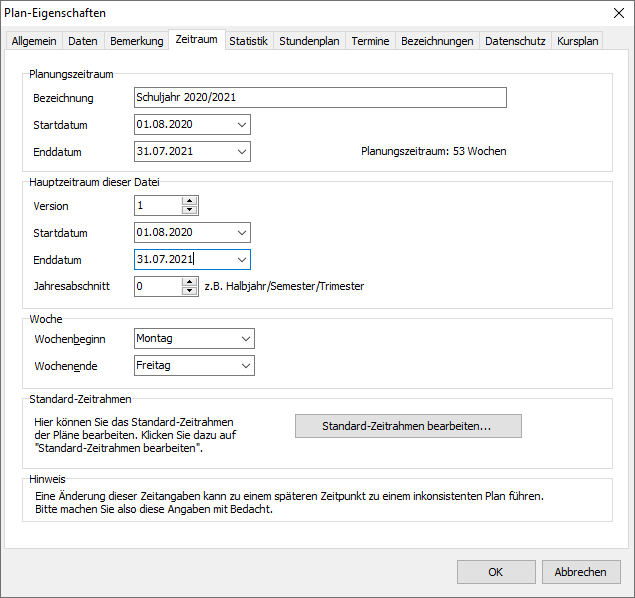 Plan-Eigenschaften
Allgemein Daten Bemerkung Zeitraum Statistik Stundenplan Termine Bezeichnungen Datenschutz Kursplan
Planungszeitraum
Bezeichnung Schuljahr 2020/2021
Startdatum 01.08.2020
Enddatum 31.07.2021 Planungszeitraum: 53 Wochen
Hauptzeitraum dieser Datei
Version 1
Startdatum 01.08.2020
Enddatum 31.07.2021
Jahresabschnitt 0 z.B. Halbjahr/Semester/Trimester
Woche
Wochenbeginn Montag
Wochenende Freitag
Standard-Zeitrahmen
Hier können Sie das Standard-Zeitrahmen
der Pläne bearbeiten. Klicken Sie dazu auf
"Standard-Zeitrahmen bearbeiten".
Standard-Zeitrahmen bearbeiten...
Hinweis
Eine Änderung dieser Zeitangaben kann zu einem späteren Zeitpunkt zu einem inkonsistenten Plan führen.
Bitte machen Sie also diese Angaben mit Bedacht.
OK Abbrechen